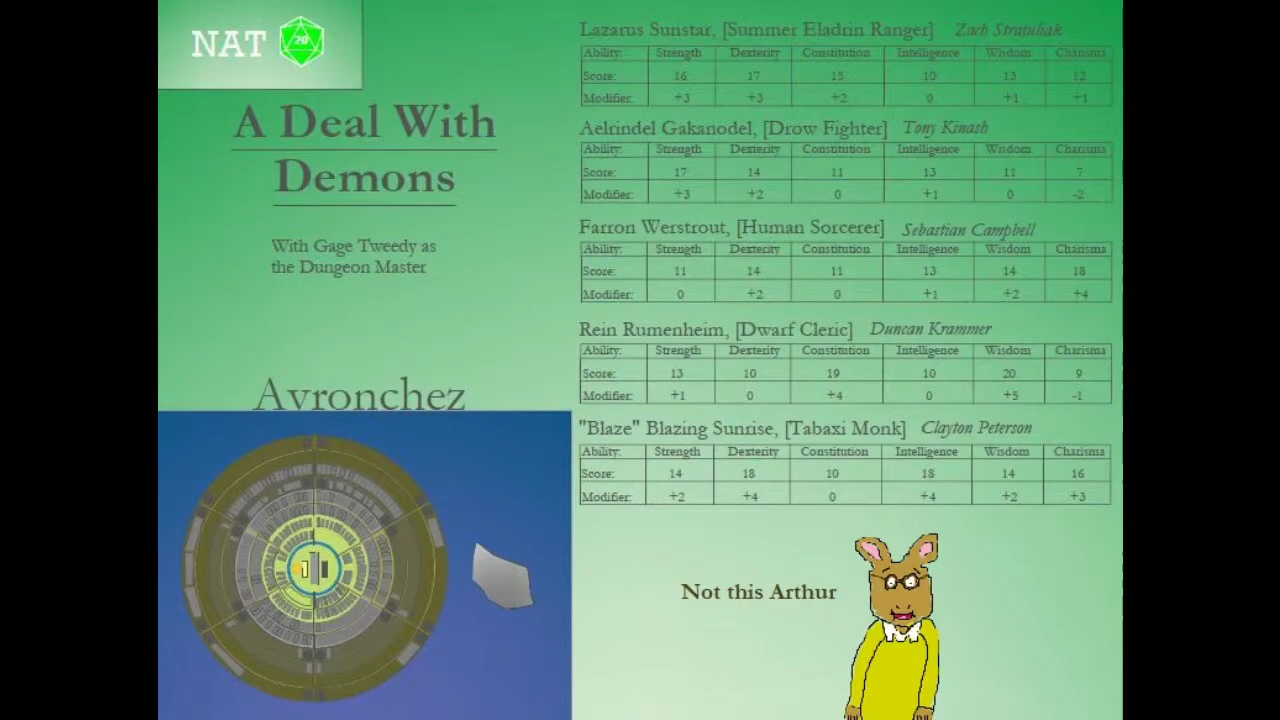 NAT 20
A Deal With
Demons
With Gage Tweedy as
the Dungeon Master
Avronchez
Lazarus Sunstar, [Summer Eladrin Ranger] Zach Stratuliak
Ability: Strength Dexterity Constitution Intelligence Wisdom Charisma
Score: 16 17 15 10 13 12
Modifier: +3 +3 +2 0 +1 +1
Aelrindel Gakanodel, [Drow Fighter] Tony Kinash
Ability: Strength Dexterity Constitution Intelligence Wisdom Charisma
Score: 17 14 11 13 11 7
Modifier: +3 +2 0 +1 0 -2
Farron Werstrout, [Human Sorcerer] Sebastian Campbell
Ability: Strength Dexterity Constitution Intelligence Wisdom Charisma
Score: 11 14 11 13 14 18
Modifier: 0 +2 0 +1 +2 +4
Rein Rumenheim, [Dwarf Cleric] Duncan Krammer
Ability: Strength Dexterity Constitution Intelligence Wisdom Charisma
Score: 13 10 19 10 20 9
Modifier: +1 0 +4 0 +5 -1
"Blaze" Blazing Sunrise, [Tabaxi Monk] Clayton Peterson
Ability: Strength Dexterity Constitution Intelligence Wisdom Charisma
Score: 14 18 10 18 14 16
Modifier: +2 +4 0 +4 +2 +3
Not this Arthur